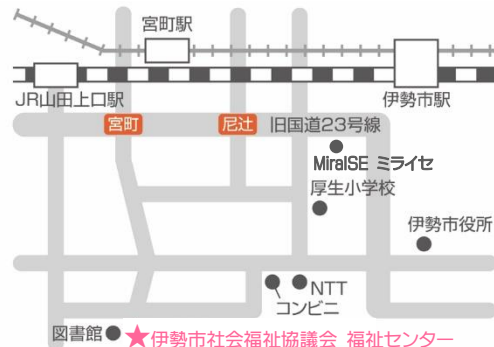 宮町駅
JR山田上口駅
伊勢市駅
宮町
尼辻
旧国道23号線
MiraISE ミライセ
厚生小学校
伊勢市役所
NTT
コンビニ
図書館
★伊勢市社会福祉協議会 福祉センター